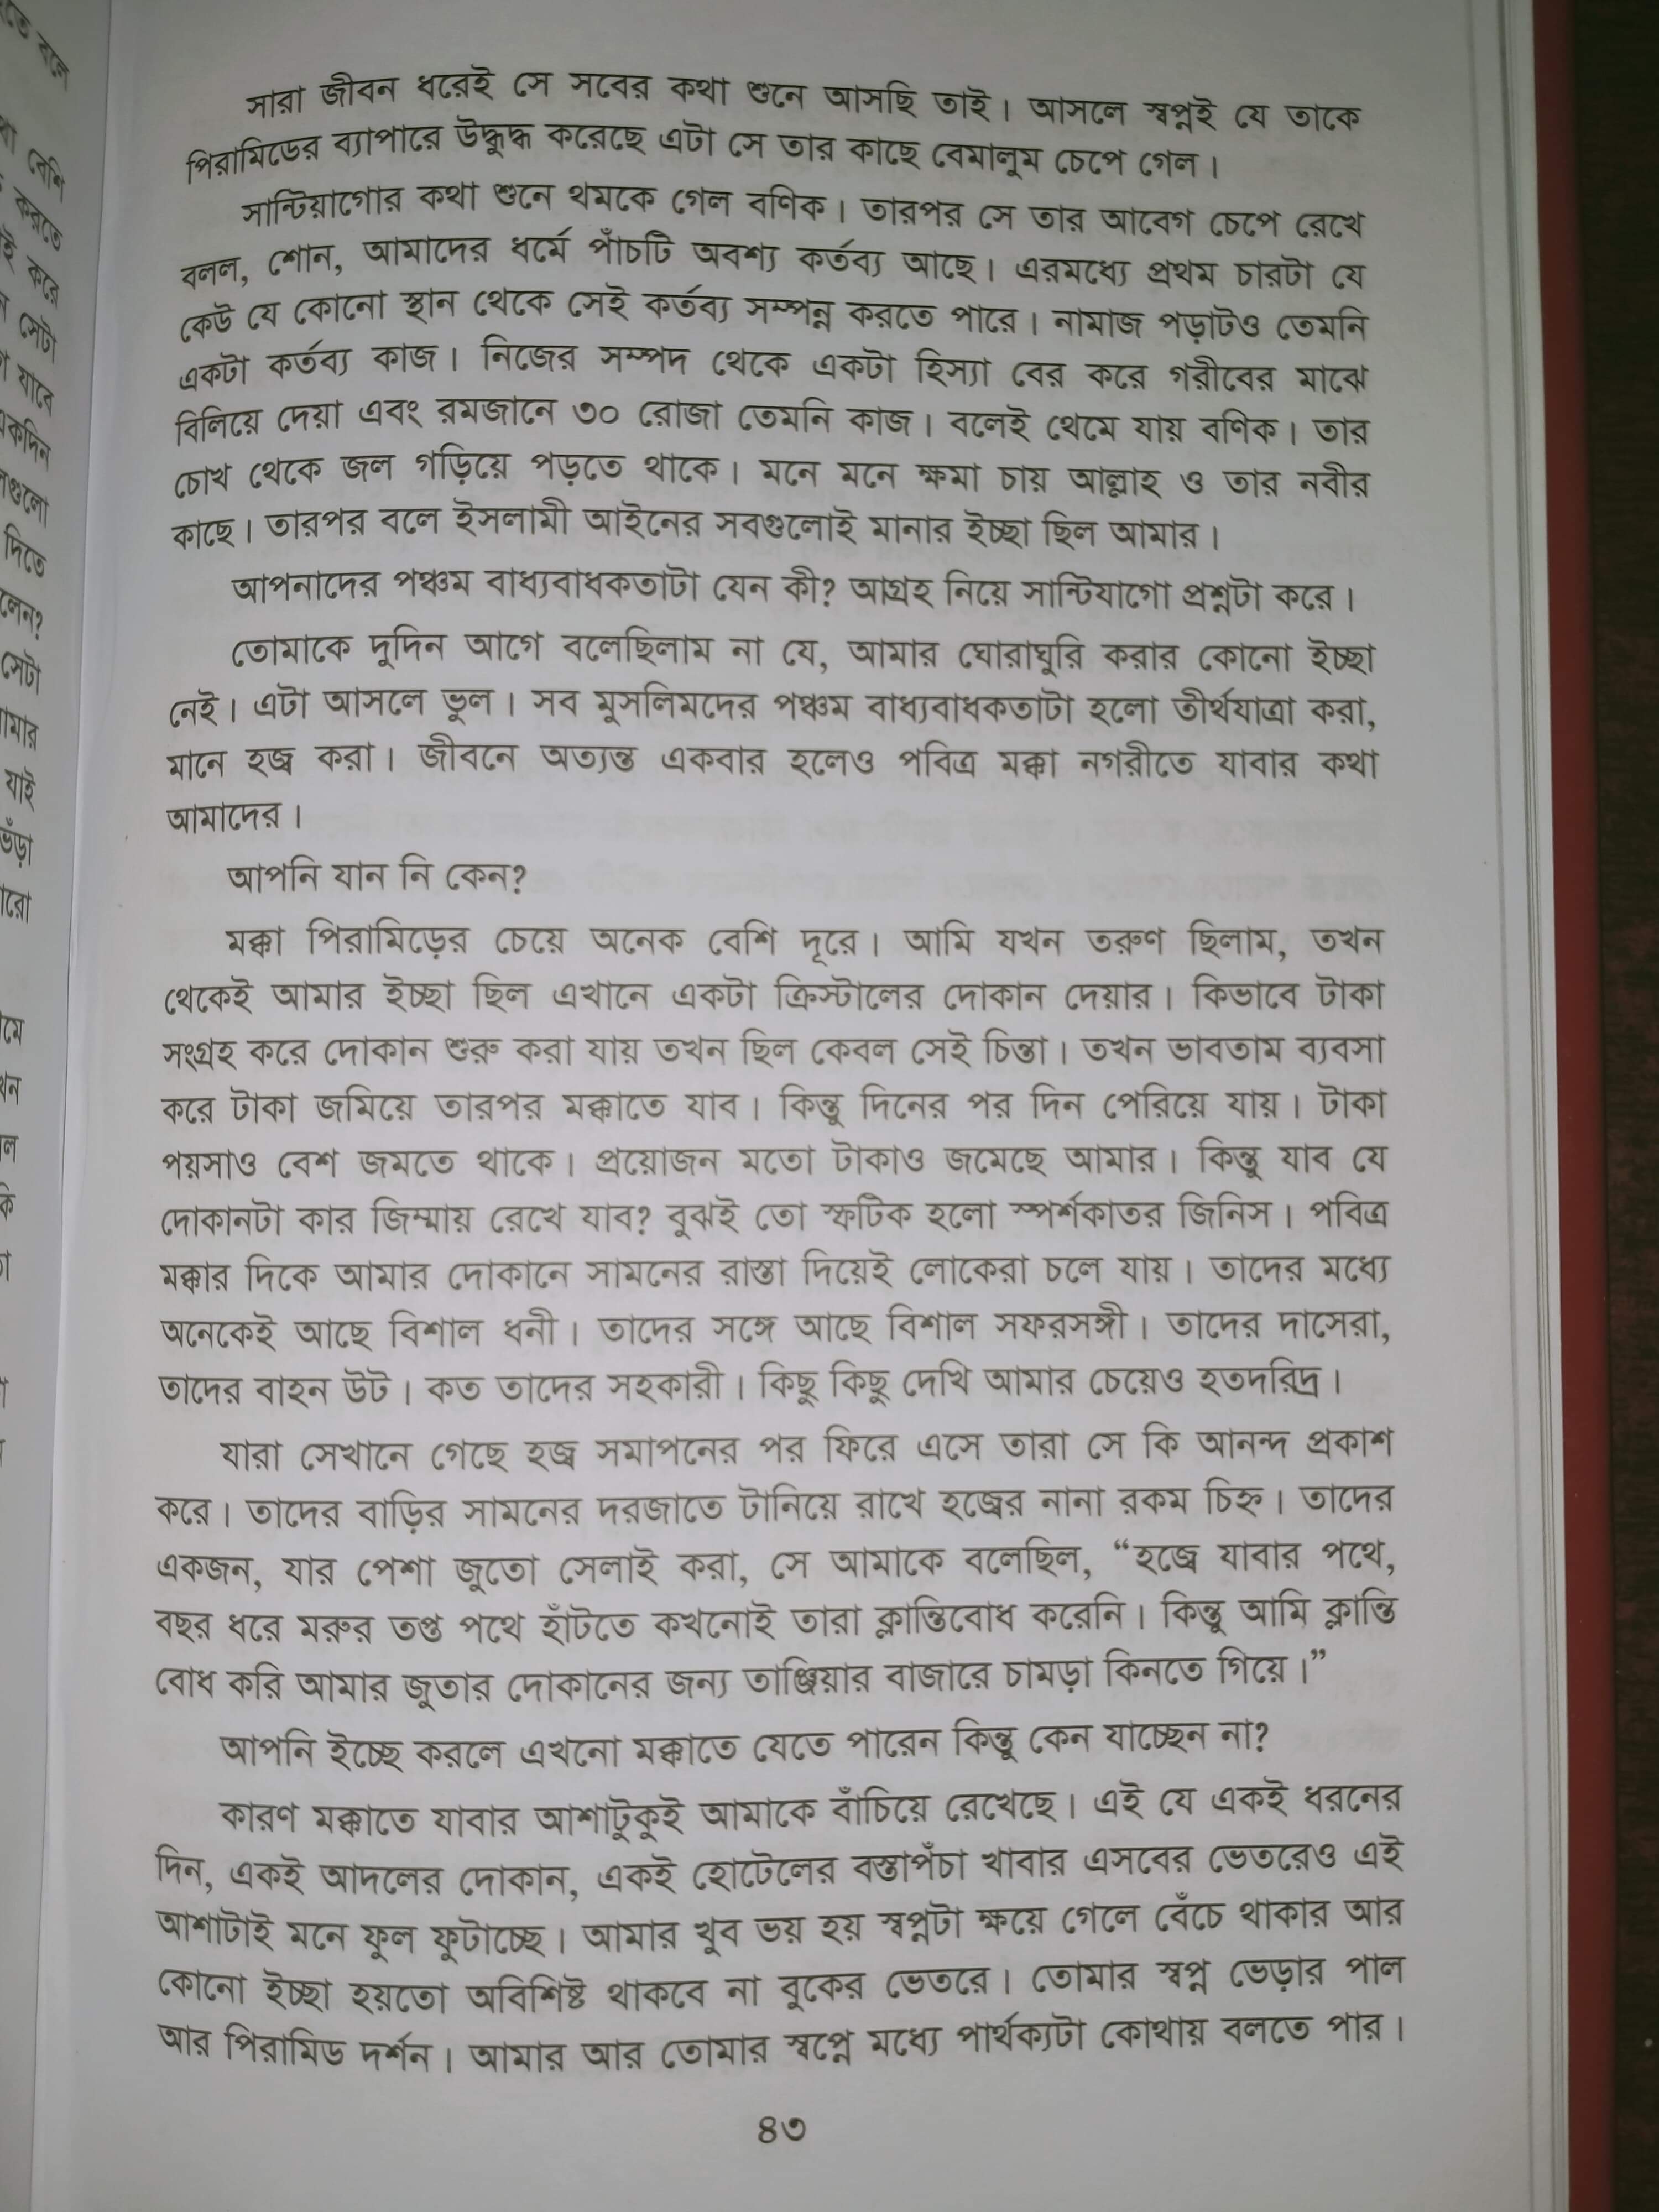 সারা জীবন ধরেই সে সবের কথা শুনে আসছি তাই। আসলে স্বপ্নই যে তাকে
পিরামিডের ব্যাপারে উদ্ধুদ্ধ করেছে এটা সে তার কাছে বেমালুম চেপে গেল।
সান্টিয়াগোর কথা শুনে থমকে গেল বণিক। তারপর সে তার আবেগ চেপে রেখে
বলল, শোন, আমাদের ধর্মে পাঁচটি অবশ্য কর্তব্য আছে। এরমধ্যে প্রথম চারটা যে
কেউ যে কোনো স্থান থেকে সেই কর্তব্য সম্পন্ন করতে পারে। নামাজ পড়াটও তেমনি
একটা কর্তব্য কাজ। নিজের সম্পদ থেকে একটা হিস্যা বের করে গরীবের মাঝে
বিলিয়ে দেয়া এবং রমজানে ৩০ রোজা তেমনি কাজ। বলেই থেমে যায় বণিক। তার
চোখ থেকে জল গড়িয়ে পড়তে থাকে। মনে মনে ক্ষমা চায় আল্লাহ ও তার নবীর
কাছে। তারপর বলে ইসলামী আইনের সবগুলোই মানার ইচ্ছা ছিল আমার।
আপনাদের পঞ্চম বাধ্যবাধকতাটা যেন কী? আগ্রহ নিয়ে সান্টিযাগো প্রশ্নটা করে।
তোমাকে দুদিন আগে বলেছিলাম না যে, আমার ঘোরাঘুরি করার কোনো ইচ্ছা
নেই। এটা আসলে ভুল। সব মুসলিমদের পঞ্চম বাধ্যবাধকতাটা হলো তীর্থযাত্রা করা,
মানে হজ্ব করা। জীবনে অত্যন্ত একবার হলেও পবিত্র মক্কা নগরীতে যাবার কথা
আমাদের।
আপনি যান নি কেন?
মক্কা পিরামিড়ের চেয়ে অনেক বেশি দূরে। আমি যখন তরুণ ছিলাম, তখন
থেকেই আমার ইচ্ছা ছিল এখানে একটা ক্রিস্টালের দোকান দেয়ার। কিভাবে টাকা
সংগ্রহ করে দোকান শুরু করা যায় তখন ছিল কেবল সেই চিন্তা। তখন ভাবতাম ব্যবসা
করে টাকা জমিয়ে তারপর মক্কাতে যাব। কিন্তু দিনের পর দিন পেরিয়ে যায়। টাকা
পয়সাও বেশ জমতে থাকে। প্রয়োজন মতো টাকাও জমেছে আমার। কিন্তু যাব যে
দোকানটা কার জিম্মায় রেখে যাব? বুঝই তো স্ফটিক হলো স্পর্শকাতর জিনিস। পবিত্র
মক্কার দিকে আমার দোকানে সামনের রাস্তা দিয়েই লোকেরা চলে যায়। তাদের মধ্যে
অনেকেই আছে বিশাল ধনী। তাদের সঙ্গে আছে বিশাল সফরসঙ্গী। তাদের দাসেরা,
তাদের বাহন উট। কত তাদের সহকারী। কিছু কিছু দেখি আমার চেয়েও হতদরিদ্র।
যারা সেখানে গেছে হজ্ব সমাপনের পর ফিরে এসে তারা সে কি আনন্দ প্রকাশ
করে। তাদের বাড়ির সামনের দরজাতে টানিয়ে রাখে হজ্বের নানা রকম চিহ্ন। তাদের
একজন, যার পেশা জুতো সেলাই করা, সে আমাকে বলেছিল, “হজ্বে যাবার পথে,
বছর ধরে মরুর তপ্ত পথে হাঁটতে কখনোই তারা ক্লান্তিবোধ করেনি। কিন্তু আমি ক্লান্তি
বোধ করি আমার জুতার দোকানের জন্য তাঞ্জিয়ার বাজারে চামড়া কিনতে গিয়ে।”
আপনি ইচ্ছে করলে এখনো মক্কাতে যেতে পারেন কিন্তু কেন যাচ্ছেন না?
কারণ মক্কাতে যাবার আশাটুকুই আমাকে বাঁচিয়ে রেখেছে। এই যে একই ধরনের
দিন, একই আদলের দোকান, একই হোটেলের বস্তাপঁচা খাবার এসবের ভেতরেও এই
আশাটাই মনে ফুল ফুটাচ্ছে। আমার খুব ভয় হয় স্বপ্নটা ক্ষয়ে গেলে বেঁচে থাকার আর
কোনো ইচ্ছা হয়তো অবিশিষ্ট থাকবে না বুকের ভেতরে। তোমার স্বপ্ন ভেড়ার পাল
আর পিরামিড দর্শন। আমার আর তোমার স্বপ্নে মধ্যে পার্থক্যটা কোথায় বলতে পার।
৪৩